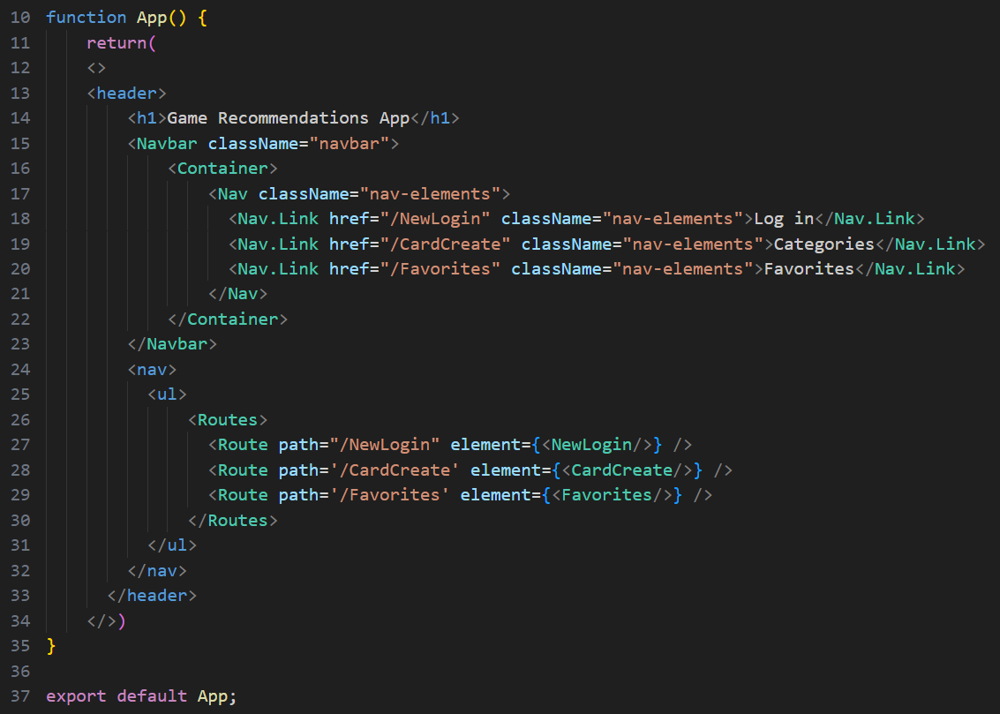 10 function App() {
11     return(
12     <>
13     <header>
14         <h1>Game Recommendations App</h1>
15         <Navbar className="navbar">
16             <Container>
17                 <Nav className="nav-elements">
18                   <Nav.Link href="/NewLogin" className="nav-elements">Log in</Nav.Link>
19                   <Nav.Link href="/CardCreate" className="nav-elements">Categories</Nav.Link>
20                   <Nav.Link href="/Favorites" className="nav-elements">Favorites</Nav.Link>
21                 </Nav>
22             </Container>
23         </Navbar>
24         <nav>
25           <ul>
26               <Routes>
27                 <Route path="/NewLogin" element={<NewLogin/>} />
28                 <Route path='/CardCreate' element={<CardCreate/>} />
29                 <Route path='/Favorites' element={<Favorites/>} />
30               </Routes>
31           </ul>
32         </nav>
33       </header>
34     </>)
35 }
36
37 export default App;